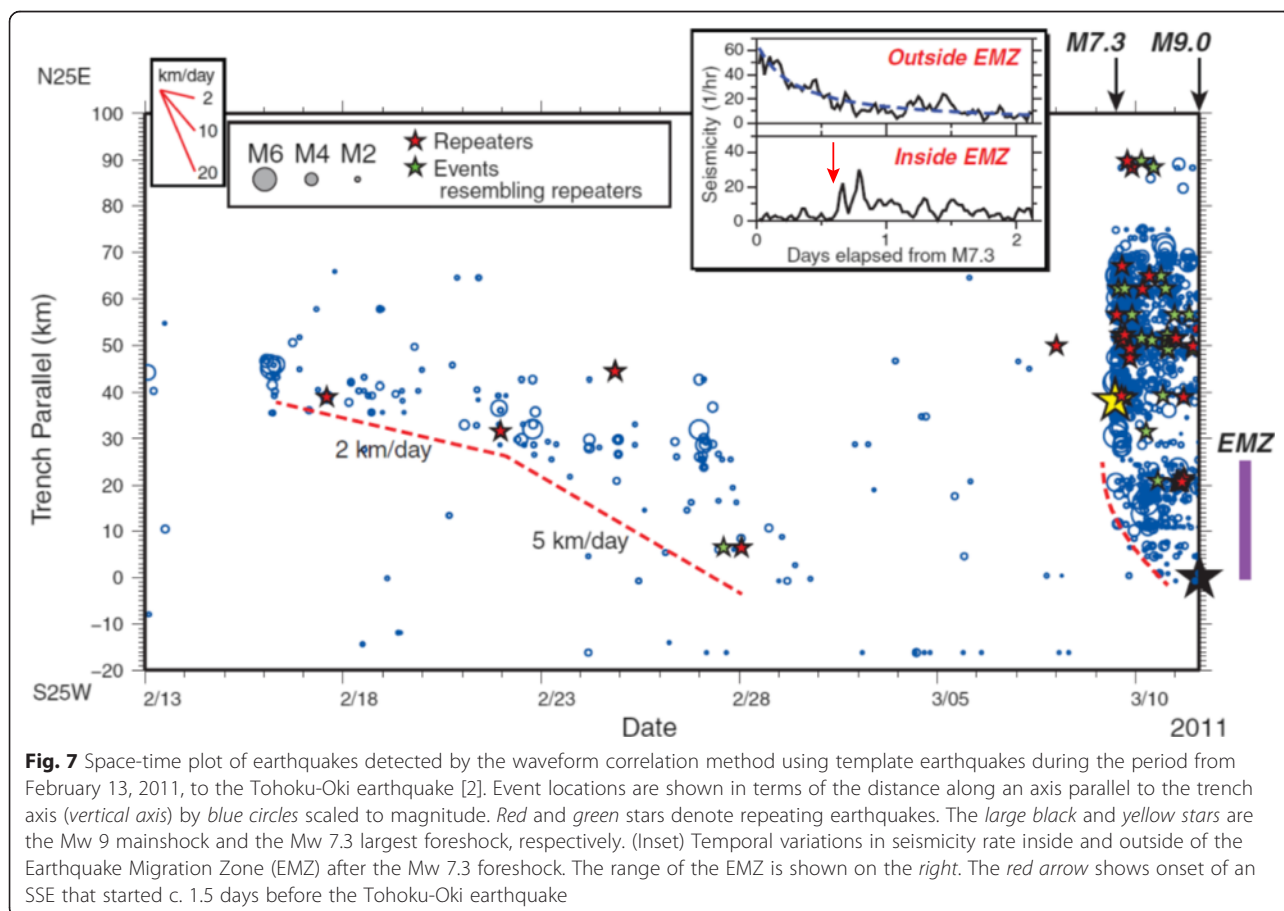 M7.3 M9.0
N25E
km/day
2
10
20
M6 M4 M2
Repeaters
Events
resembling repeaters
Seismicity (1/hr)
60
40
20
0
Outside EMZ
40
20
0
Inside EMZ
0 1 2
Days elapsed from M7.3
Trench Parallel (km)
100
90
80
70
60
50
40
30
20
10
0
−10
−20
2 km/day
5 km/day
EMZ
S25W
2/13 2/18 2/23 2/28 3/05 3/10
Date
2011
Fig. 7 Space-time plot of earthquakes detected by the waveform correlation method using template earthquakes during the period from
February 13, 2011, to the Tohoku-Oki earthquake [2]. Event locations are shown in terms of the distance along an axis parallel to the trench
axis (vertical axis) by blue circles scaled to magnitude. Red and green stars denote repeating earthquakes. The large black and yellow stars are
the Mw 9 mainshock and the Mw 7.3 largest foreshock, respectively. (Inset) Temporal variations in seismicity rate inside and outside of the
Earthquake Migration Zone (EMZ) after the Mw 7.3 foreshock. The range of the EMZ is shown on the right. The red arrow shows onset of an
SSE that started c. 1.5 days before the Tohoku-Oki earthquake